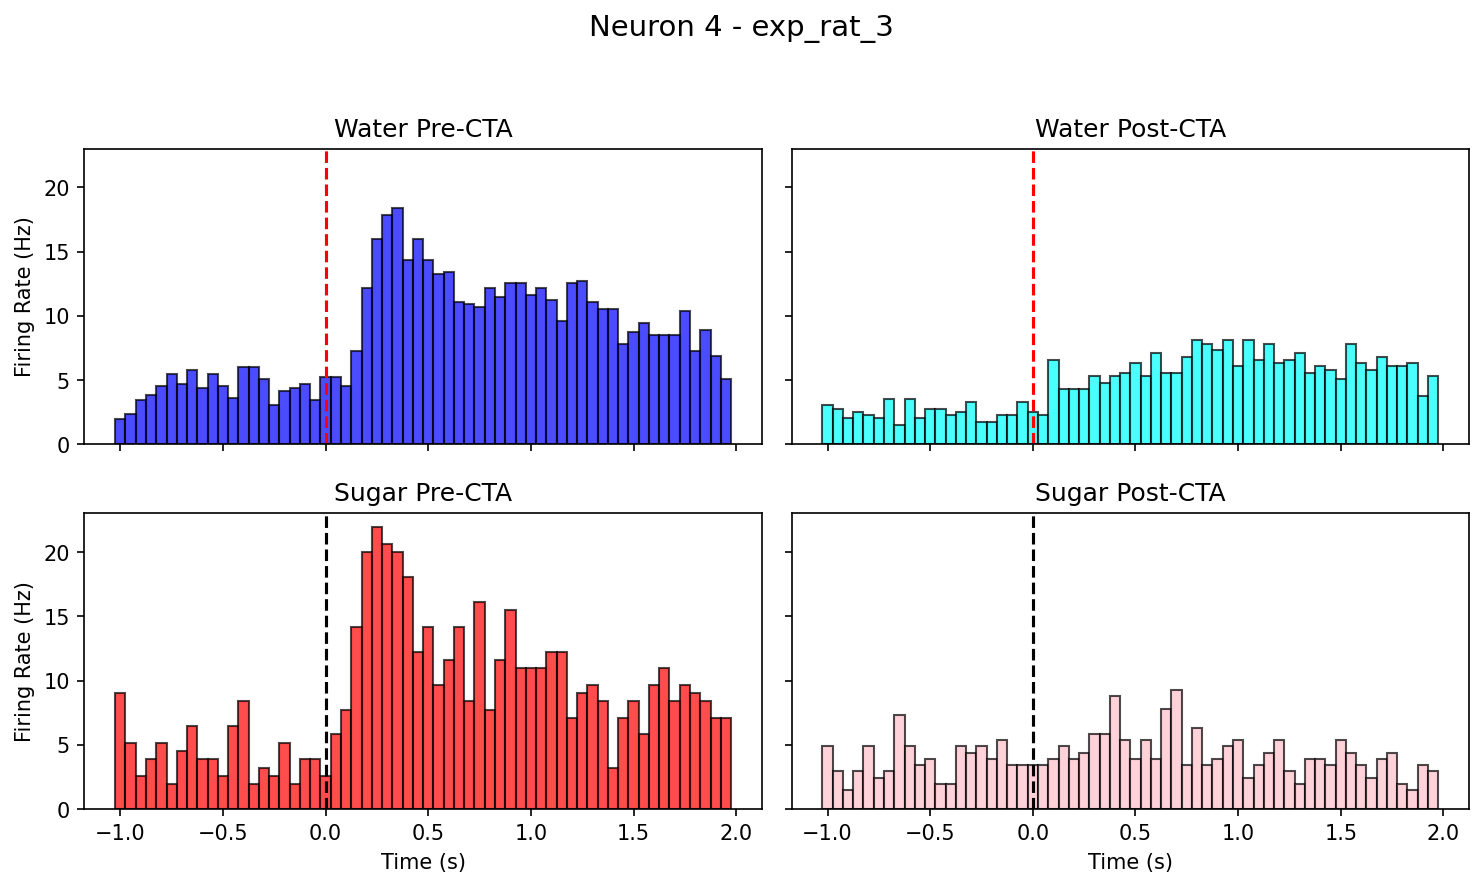 Neuron 4 - exp_rat_3
Water Pre-CTA
Water Post-CTA
Firing Rate (Hz)
20
15
10
5
0
Sugar Pre-CTA
Sugar Post-CTA
Firing Rate (Hz)
20
15
10
5
0
−1.0 −0.5 0.0 0.5 1.0 1.5 2.0
−1.0 −0.5 0.0 0.5 1.0 1.5 2.0
Time (s)
Time (s)